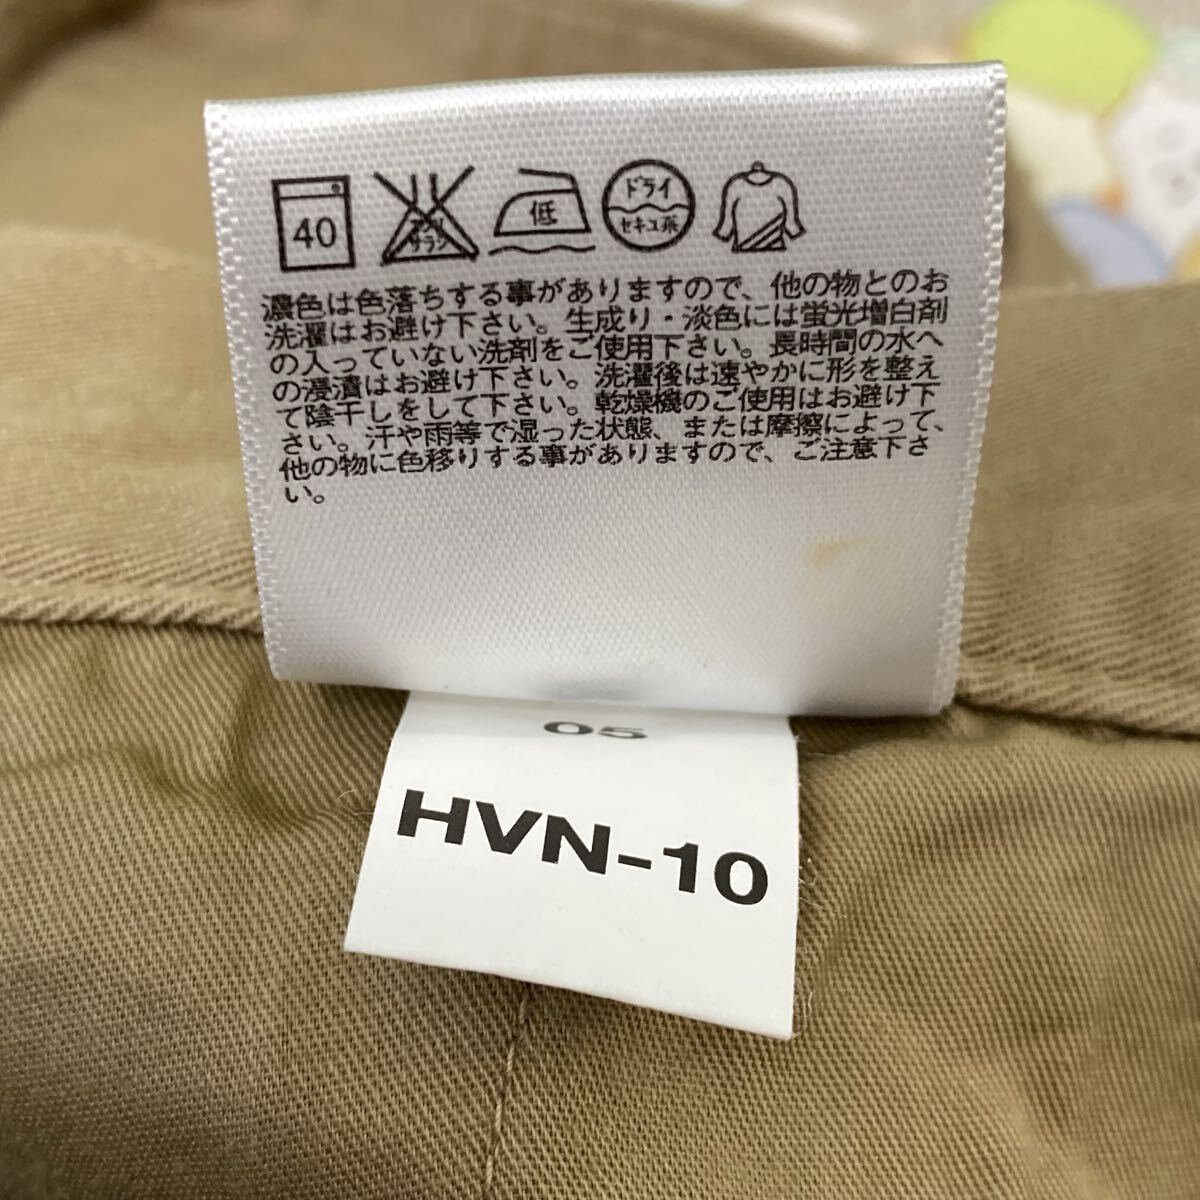 40
エンソ
サラシ
低
ドライ
セキユ系
濃色は色落ちする事がありますので、他の物とのお
洗濯はお避け下さい。生成り・淡色には蛍光増白剤
の入っていない洗剤をご使用下さい。長時間の水へ
の浸漬はお避け下さい。洗濯後は速やかに形を整え
て陰干しをして下さい。乾燥機のご使用はお避け下
さい。汗や雨等で湿った状態、または摩擦によって、
他の物に色移りする事がありますので、ご注意下さ
い。
05
HVN-10